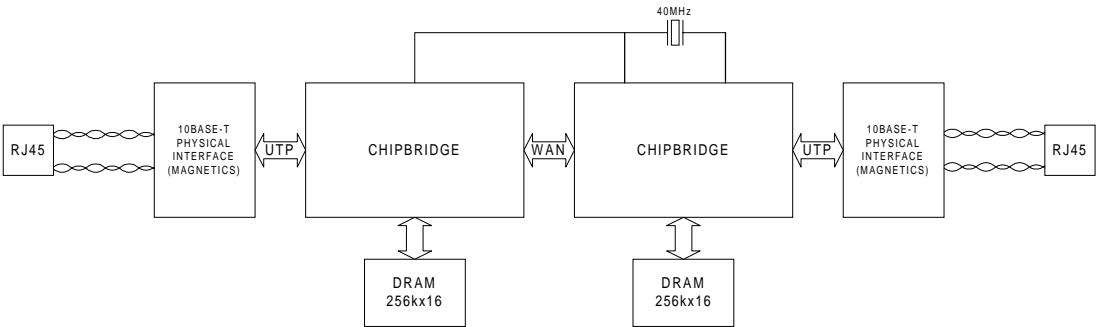 40MHz
RJ45
10BASE-T
PHYSICAL
INTERFACE
(MAGNETICS)
UTP
CHIPBRIDGE
WAN
CHIPBRIDGE
UTP
10BASE-T
PHYSICAL
INTERFACE
(MAGNETICS)
RJ45
DRAM
256kx16
DRAM
256kx16